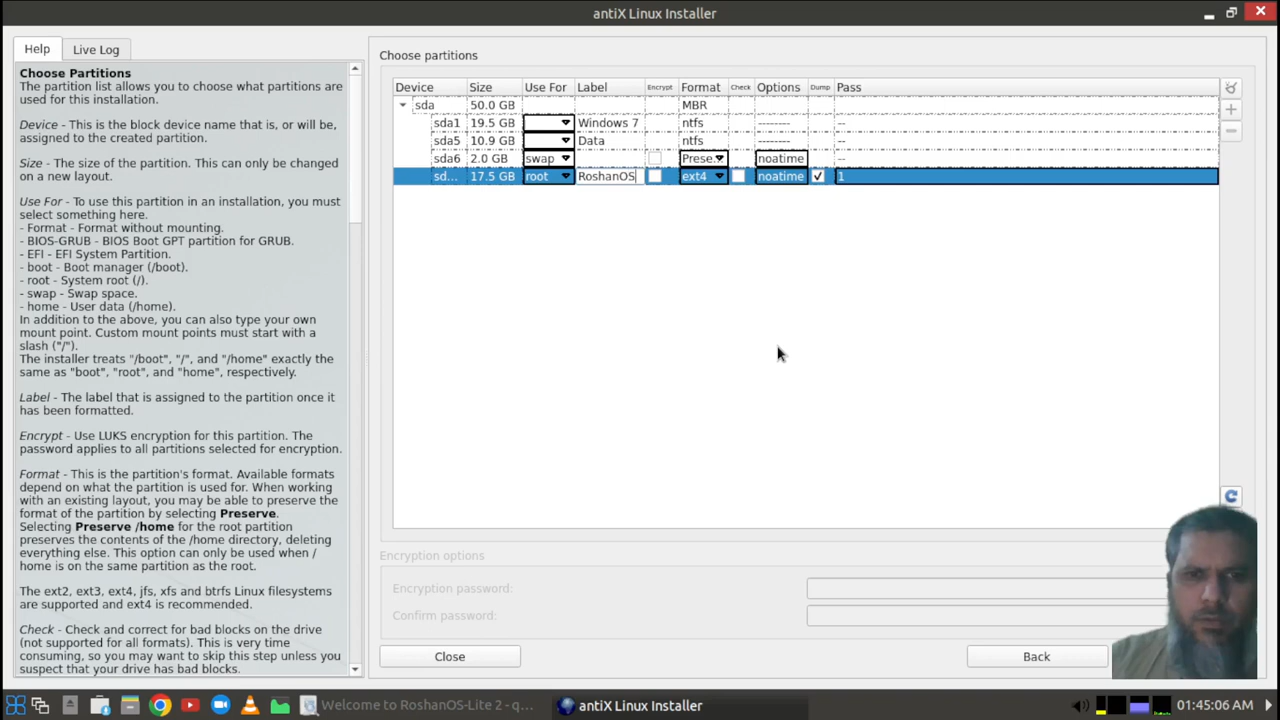 antiX Linux Installer
Help
Live Log
Choose Partitions
The partition list allows you to choose what partitions are
used for this installation.
Device - This is the block device name that is, or will be,
assigned to the created partition.
Size - The size of the partition. This can only be changed
on a new layout.
Use For - To use this partition in an installation, you must
select something here.
- Format - Format without mounting.
- BIOS-GRUB - BIOS Boot GPT partition for GRUB.
- EFI - EFI System Partition.
- boot - Boot manager (/boot).
- root - System root (/).
- swap - Swap space.
- home - User data (/home).
In addition to the above, you can also type your own
mount point. Custom mount points must start with a
slash ("/").
The installer treats "/boot", "/", and "/home" exactly the
same as "boot", "root", and "home", respectively.
Label - The label that is assigned to the partition once it
has been formatted.
Encrypt - Use LUKS encryption for this partition. The
password applies to all partitions selected for encryption.
Format - This is the partition's format. Available formats
depend on what the partition is used for. When working
with an existing layout, you may be able to preserve the
format of the partition by selecting Preserve.
Selecting Preserve /home for the root partition
preserves the contents of the /home directory, deleting
everything else. This option can only be used when /
home is on the same partition as the root.
The ext2, ext3, ext4, jfs, xfs and btrfs Linux filesystems
are supported and ext4 is recommended.
Check - Check and correct for bad blocks on the drive
(not supported for all formats). This is very time
consuming, so you may want to skip this step unless you
suspect that your drive has bad blocks.
Choose partitions
Device Size Use For Label Encrypt Format Check Options Dump Pass
sda 50.0 GB MBR
sda1 19.5 GB Windows 7 ntfs -------- --
sda5 10.9 GB Data ntfs -------- --
sda6 2.0 GB swap Prese... noatime --
sd... 17.5 GB root RoshanOS ext4 noatime 1
Encryption options
Encryption password:
Confirm password:
Close
Back
Welcome to RoshanOS-Lite 2 - q...
antiX Linux Installer
01:45:06 AM